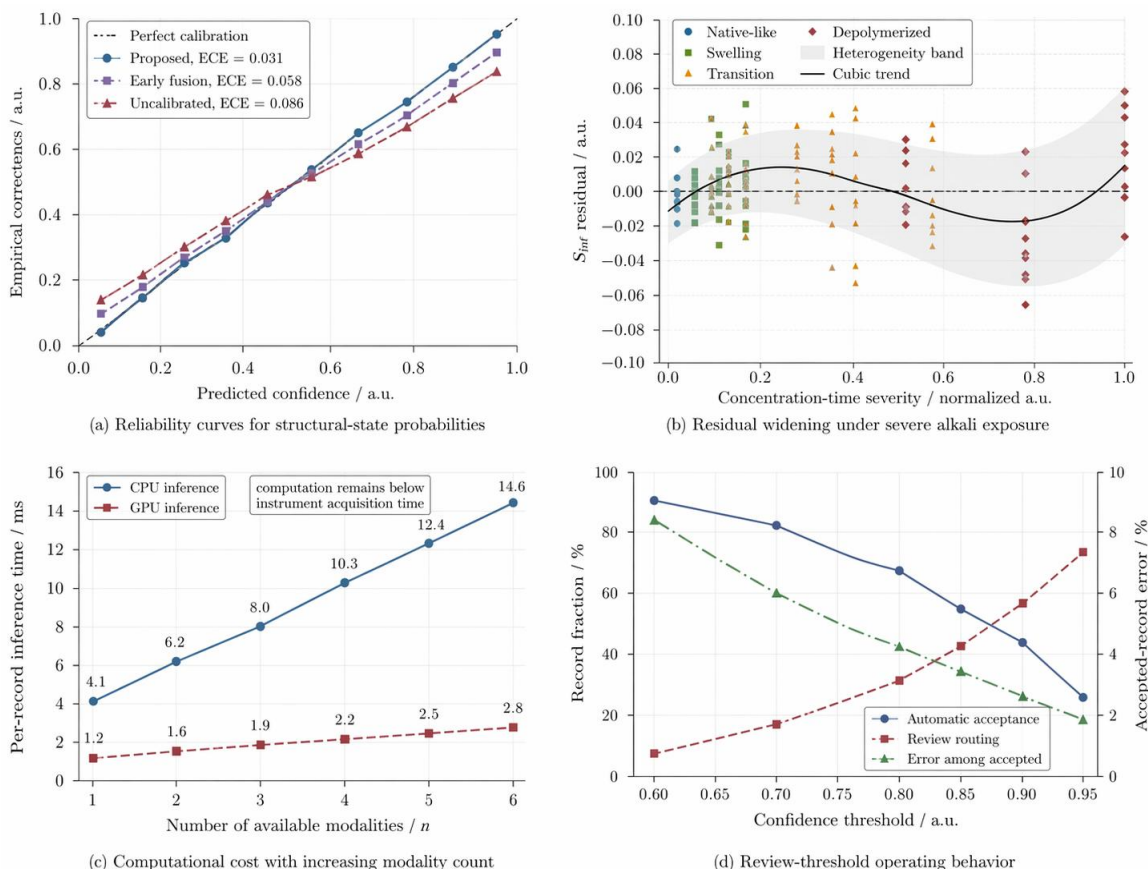 1.0
0.8
0.6
0.4
0.2
0.0
Empirical correctencs / a.u.
Perfect calibration
Proposed, ECE = 0.031
Early fusion, ECE = 0.058
Uncalibrated, ECE = 0.086
0.0 0.2 0.4 0.6 0.8 1.0
Predicted confidence / a.u.
(a) Reliability curves for structural-state probabilities
0.10
0.08
0.06
0.04
0.02
0.00
−0.02
−0.04
−0.06
−0.08
−0.10
S_inf residual / a.u.
Native-like
Swelling
Transition
Depolymerized
Heterogeneity band
Cubic trend
0.0 0.2 0.4 0.6 0.8 1.0
Concentration-time severity / normalized a.u.
(b) Residual widening under severe alkali exposure
16
14
12
10
8
6
4
2
0
Per-record inference time / ms
CPU inference
GPU inference
computation remains below
instrument acquisition time
4.1 6.2 8.0 10.3 12.4 14.6
1.2 1.6 1.9 2.2 2.5 2.8
1 2 3 4 5 6
Number of available modalities / n
(c) Computational cost with increasing modality count
100
80
60
40
20
0
Record fraction / %
10
8
6
4
2
0
Accepted-record error / %
Automatic acceptance
Review routing
Error among accepted
0.60 0.65 0.70 0.75 0.80 0.85 0.90 0.95
Confidence threshold / a.u.
(d) Review-threshold operating behavior